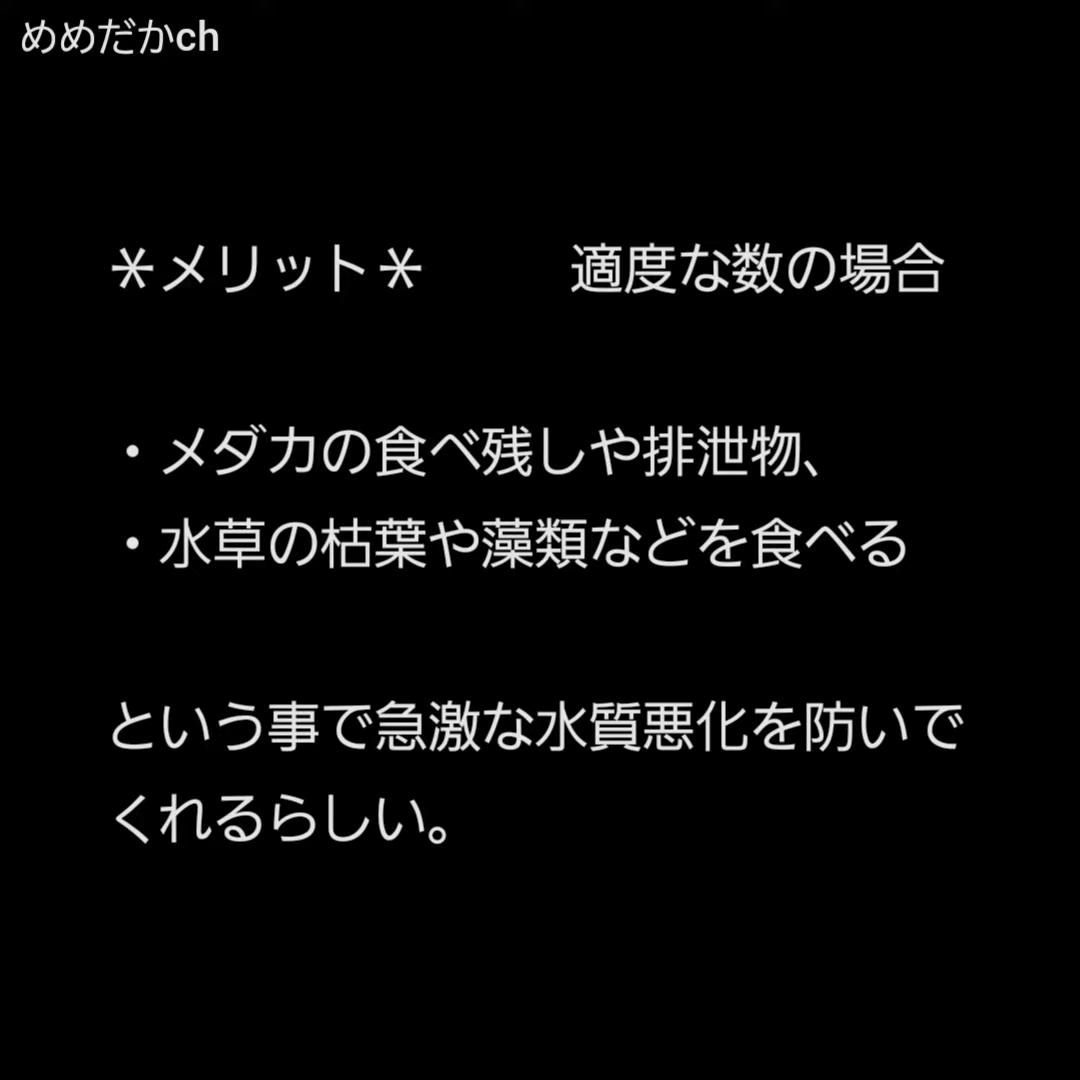 めめだかch
＊メリット＊　　適度な数の場合
・メダカの食べ残しや排泄物、
・水草の枯葉や藻類などを食べる
という事で急激な水質悪化を防いで
くれるらしい。